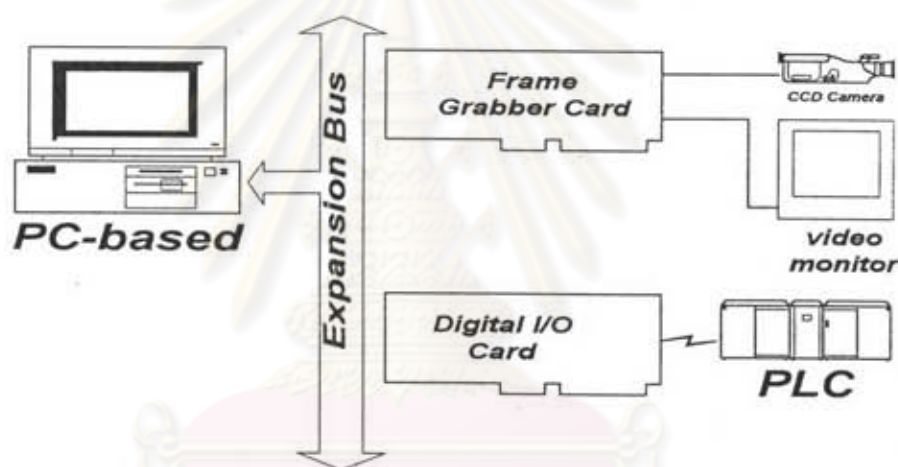 PC-based
Expansion Bus
Frame
Grabber Card
CCD Camera
video
monitor
Digital I/O
Card
PLC